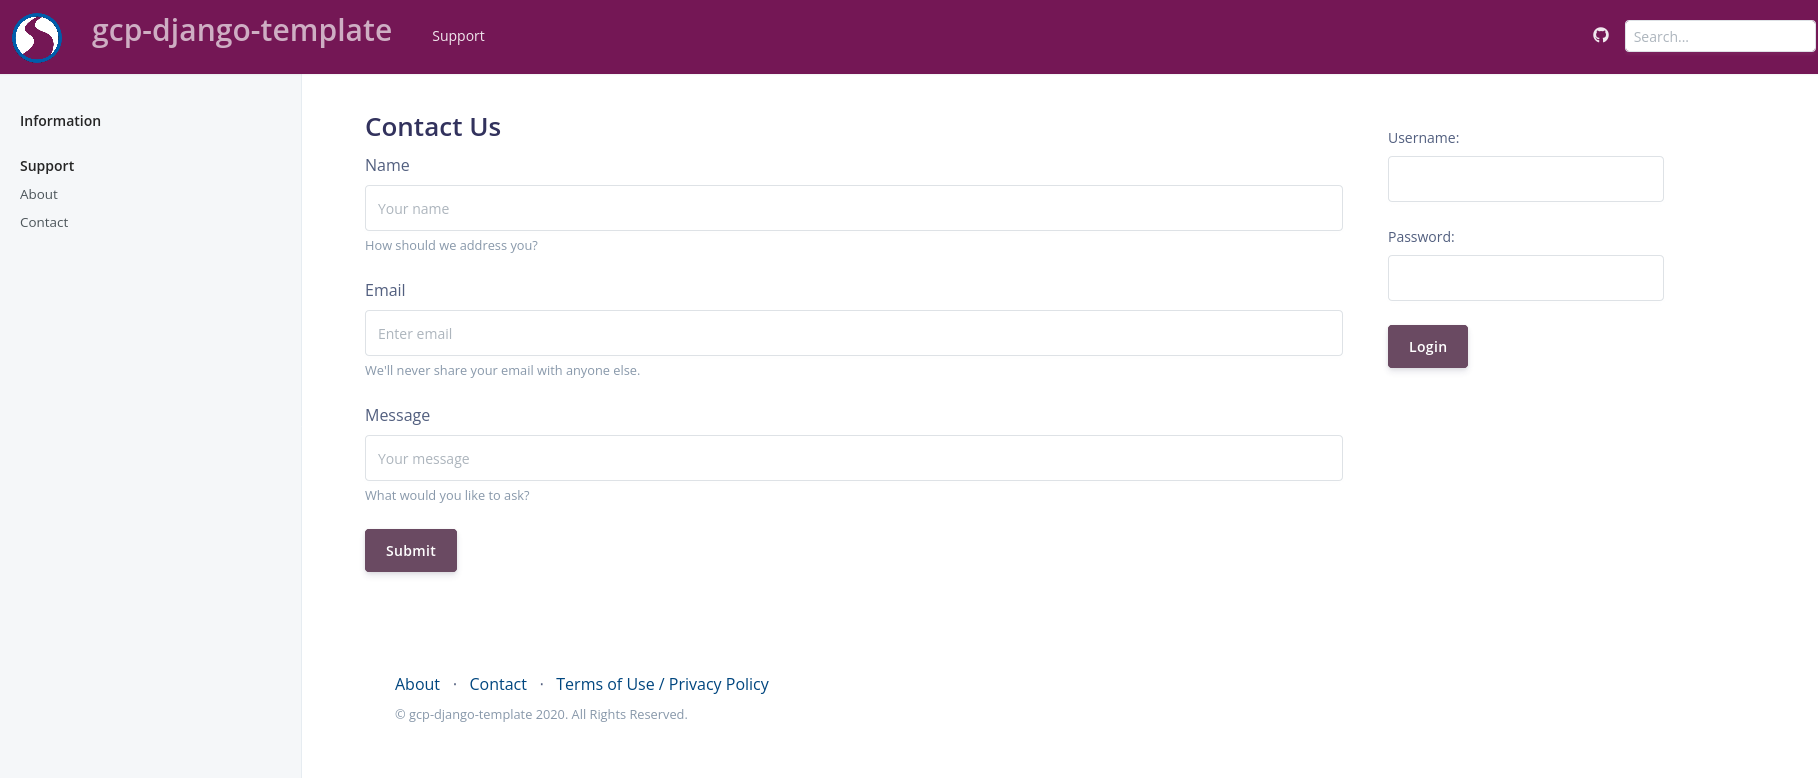 gcp-django-template
Support
Search...
Information
Support
About
Contact
Contact Us
Name
Your name
How should we address you?
Email
Enter email
We'll never share your email with anyone else.
Message
Your message
What would you like to ask?
Submit
Username:
Password:
Login
About · Contact · Terms of Use / Privacy Policy
© gcp-django-template 2020. All Rights Reserved.